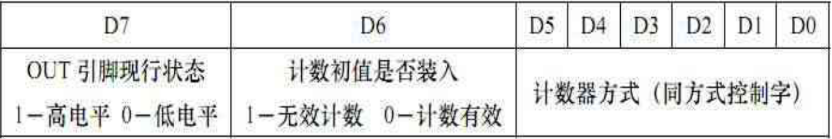 D7 D6 D5 D4 D3 D2 D1 D0
OUT 引脚现行状态 计数初值是否装入
1－高电平 0－低电平 1－无效计数 0－计数有效 计数器方式（同方式控制字）